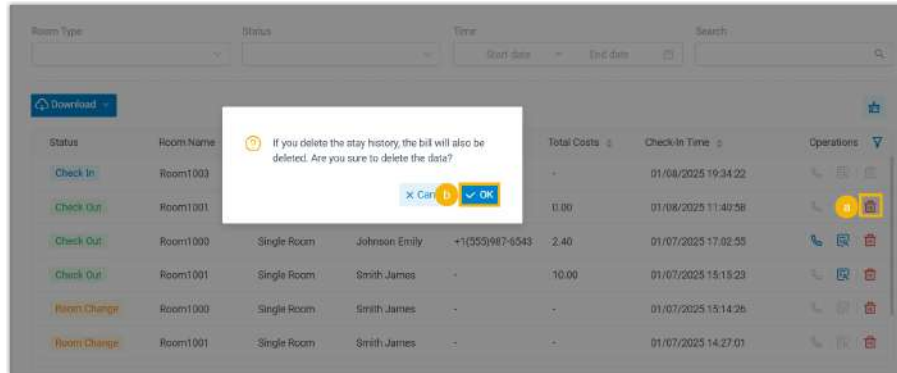 Room Type Status Time Search
Start date ~ End date
Download
Status Room Name Total Costs Check-In Time Operations
If you delete the stay history, the bill will also be
deleted. Are you sure to delete the data?
Check In Room1003 - 01/08/2025 19:34:22
b OK
Check Out Room1001 0.00 01/08/2025 11:40:58 a
Check Out Room1000 Single Room Johnson Emily +1(555)987-6543 2.40 01/07/2025 17:02:55
Check Out Room1001 Single Room Smith James - 10.00 01/07/2025 15:15:23
Room Change Room1000 Single Room Smith James - - 01/07/2025 15:14:26
Room Change Room1001 Single Room Smith James - - 01/07/2025 14:27:01